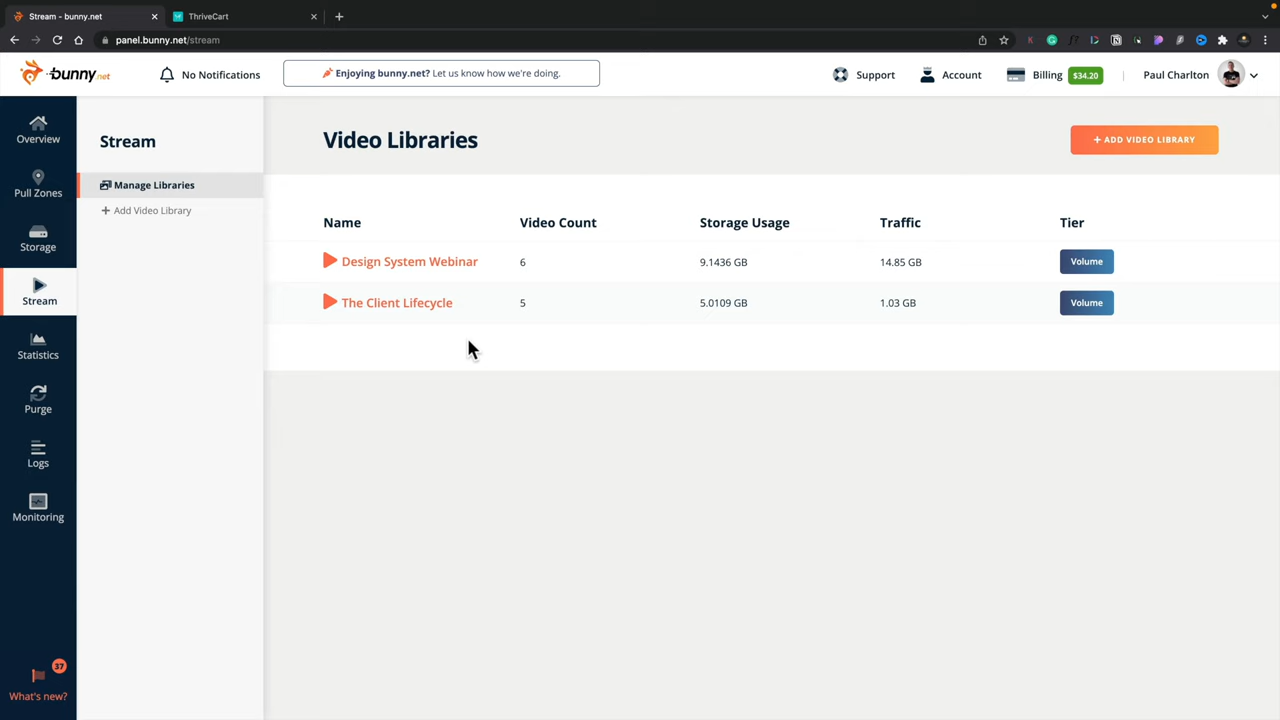 Stream - bunny.net
ThriveCart
panel.bunny.net/stream
bunny.net
No Notifications
Enjoying bunny.net? Let us know how we're doing.
Support
Account
Billing
$34.20
Paul Charlton
Overview
Pull Zones
Storage
Stream
Statistics
Purge
Logs
Monitoring
37
What's new?
Stream
Manage Libraries
+ Add Video Library
Video Libraries
+ ADD VIDEO LIBRARY
Name Video Count Storage Usage Traffic Tier
Design System Webinar 6 9.1436 GB 14.85 GB Volume
The Client Lifecycle 5 5.0109 GB 1.03 GB Volume